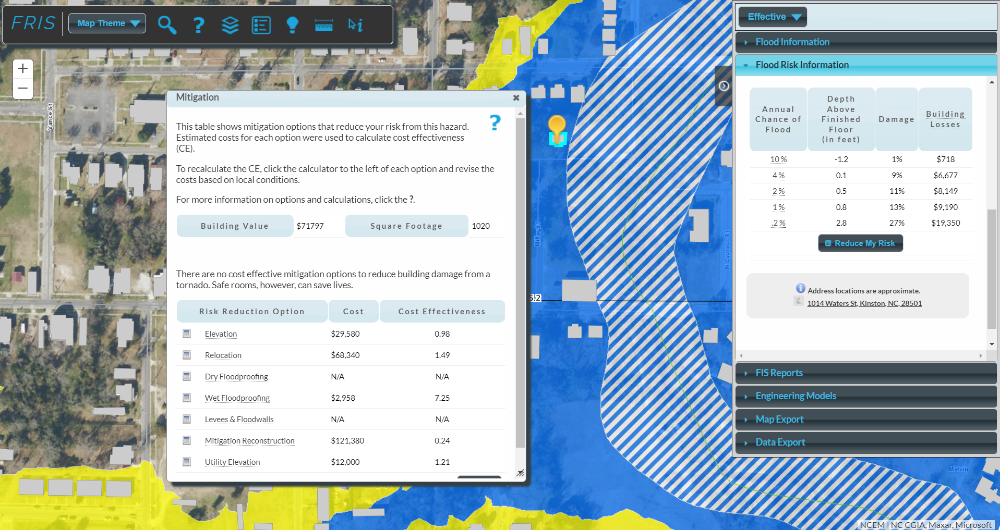 FRIS
Map Theme
?
i
+
−
Vance St
Mitigation
This table shows mitigation options that reduce your risk from this hazard.
Estimated costs for each option were used to calculate cost effectiveness
(CE).
?
To recalculate the CE, click the calculator to the left of each option and revise the
costs based on local conditions.
For more information on options and calculations, click the ?.
Building Value $71797 Square Footage 1020
There are no cost effective mitigation options to reduce building damage from a
tornado. Safe rooms, however, can save lives.
Risk Reduction Option Cost Cost Effectiveness
Elevation $29,580 0.98
Relocation $68,340 1.49
Dry Floodproofing N/A N/A
Wet Floodproofing $2,958 7.25
Levees & Floodwalls N/A N/A
Mitigation Reconstruction $121,380 0.24
Utility Elevation $12,000 1.21
Miller St
5.2
N Cypress St
Melvin
Effective
Flood Information
Flood Risk Information
Annual
Chance of
Flood
Depth
Above
Finished
Floor
(in feet)
Damage
Building
Losses
10 % -1.2 1% $718
4 % 0.1 9% $6,677
2 % 0.5 11% $8,149
1 % 0.8 13% $9,190
.2 % 2.8 27% $19,350
Reduce My Risk
Address locations are approximate.
1014 Waters St, Kinston, NC, 28501
FIS Reports
Engineering Models
Map Export
Data Export
NCEM | NC CGIA, Maxar, Microsoft